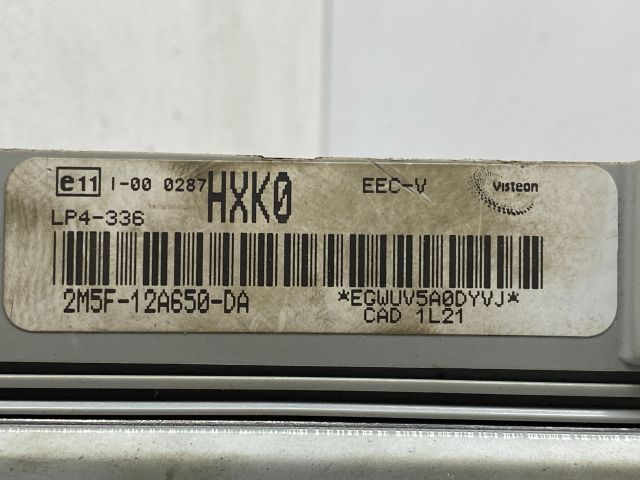 e11 I-00 0287 HXK0 EEC-V Visteon
LP4-336
2M5F-12A650-DA *EGWUV5A0DYVJ*
CAD 1L21